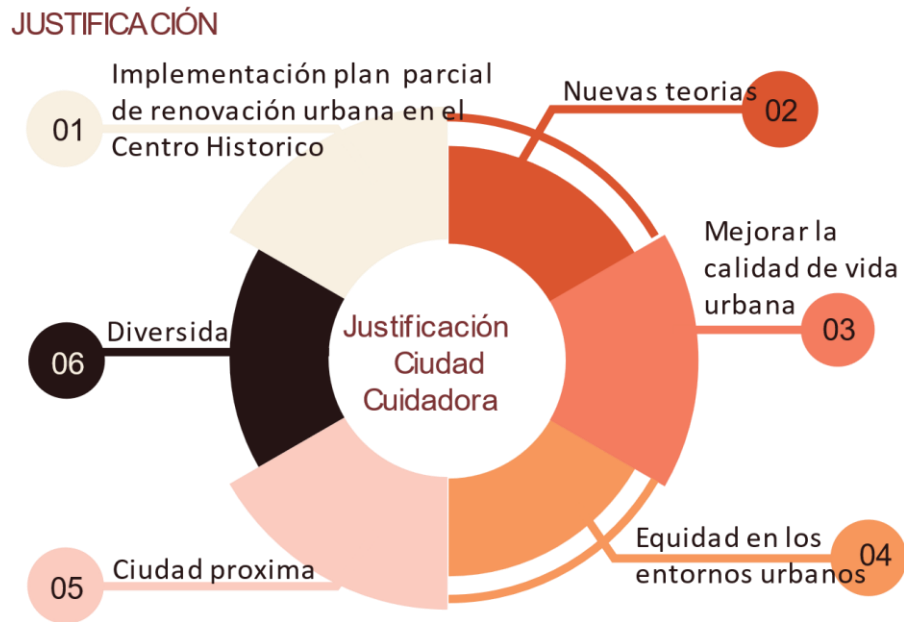 JUSTIFICACIÓN
01
Implementación plan parcial
de renovación urbana en el
Centro Historico
Nuevas teorias
02
Mejorar la
calidad de vida
urbana
03
Justificación
Ciudad
Cuidadora
Diversida
06
Equidad en los
entornos urbanos
04
Ciudad proxima
05